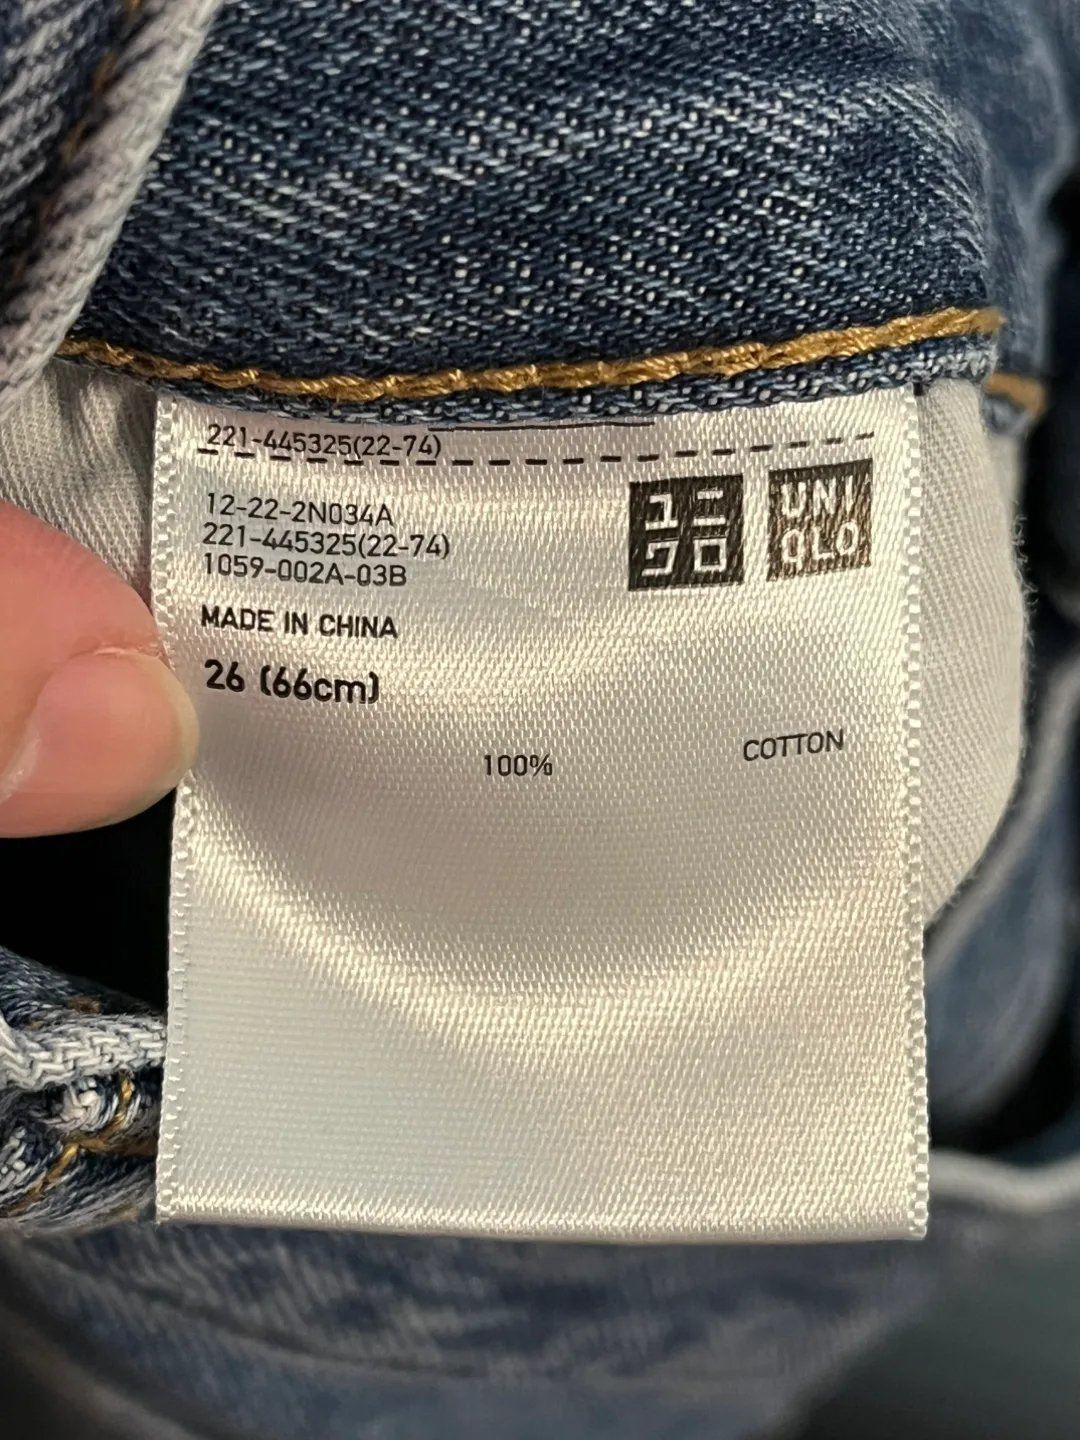 221-445325(22-74)
12-22-2N034A
221-445325(22-74)
1059-002A-03B
ユニ
クロ
UNI
QLO
MADE IN CHINA
26 (66cm)
100% COTTON